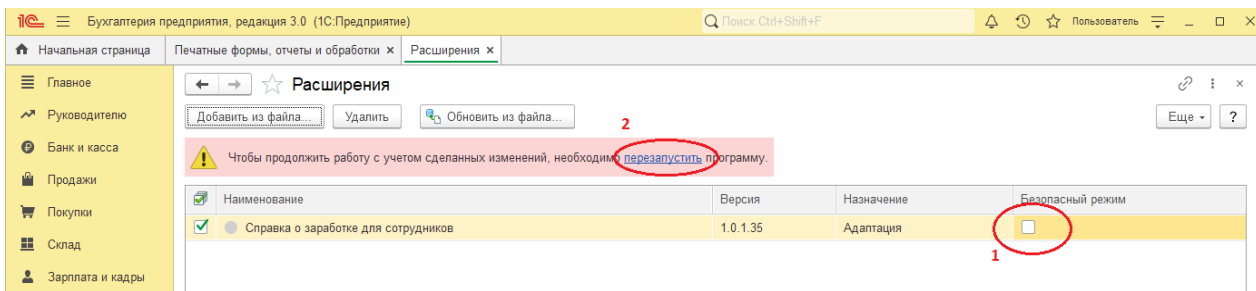 1С Бухгалтерия предприятия, редакция 3.0 (1С:Предприятие) Поиск Ctrl+Shift+F Пользователь
Начальная страница Печатные формы, отчеты и обработки × Расширения ×
Главное
Расширения
Руководителю
Добавить из файла... Удалить Обновить из файла... Еще ?
2
Банк и касса
Чтобы продолжить работу с учетом сделанных изменений, необходимо перезапустить программу.
Продажи
Наименование Версия Назначение Безопасный режим
Покупки
Справка о заработке для сотрудников 1.0.1.35 Адаптация
Склад
1
Зарплата и кадры